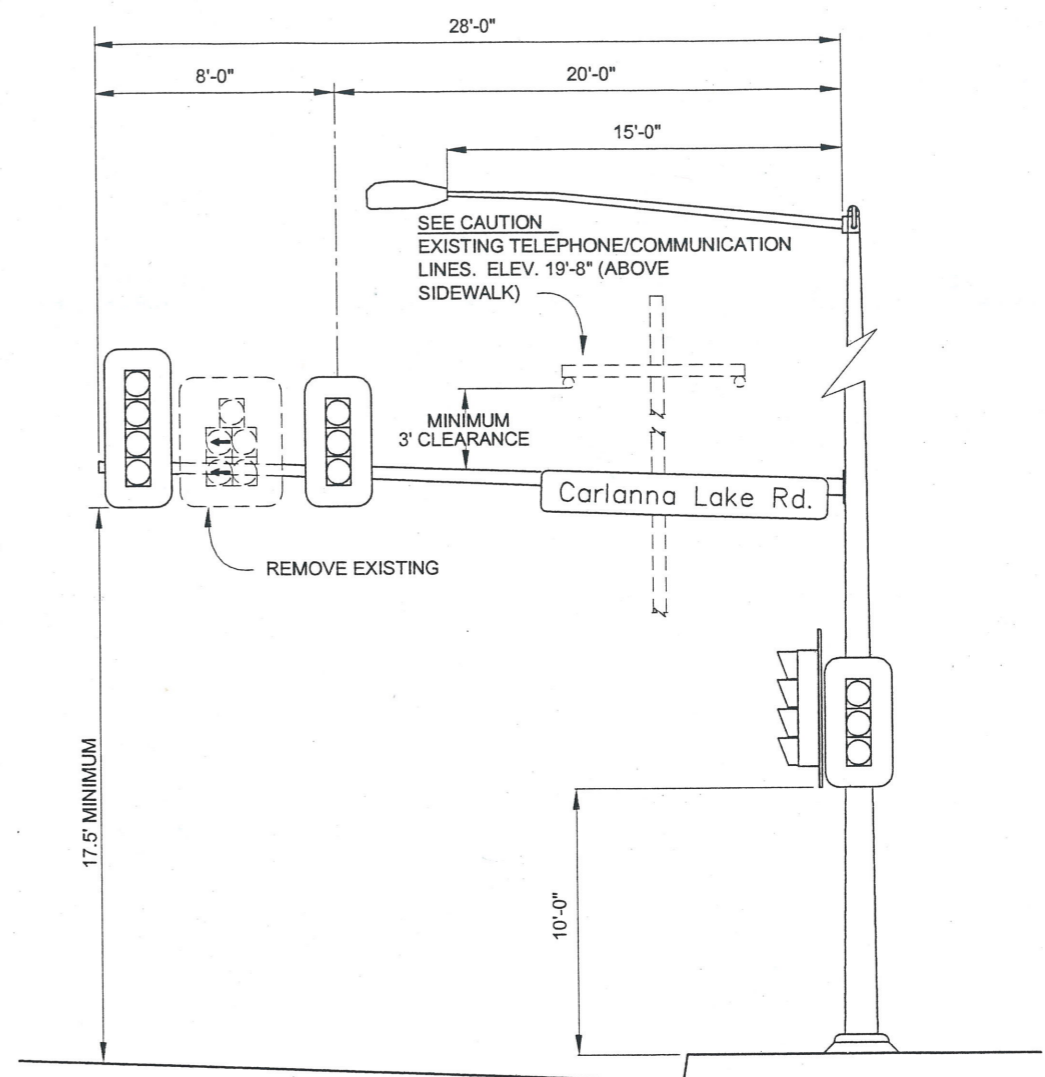 28'-0"
8'-0"
20'-0"
15'-0"
SEE CAUTION
EXISTING TELEPHONE/COMMUNICATION
LINES. ELEV. 19'-8" (ABOVE
SIDEWALK)
MINIMUM
3' CLEARANCE
Carlanna Lake Rd.
REMOVE EXISTING
17.5' MINIMUM
10'-0"